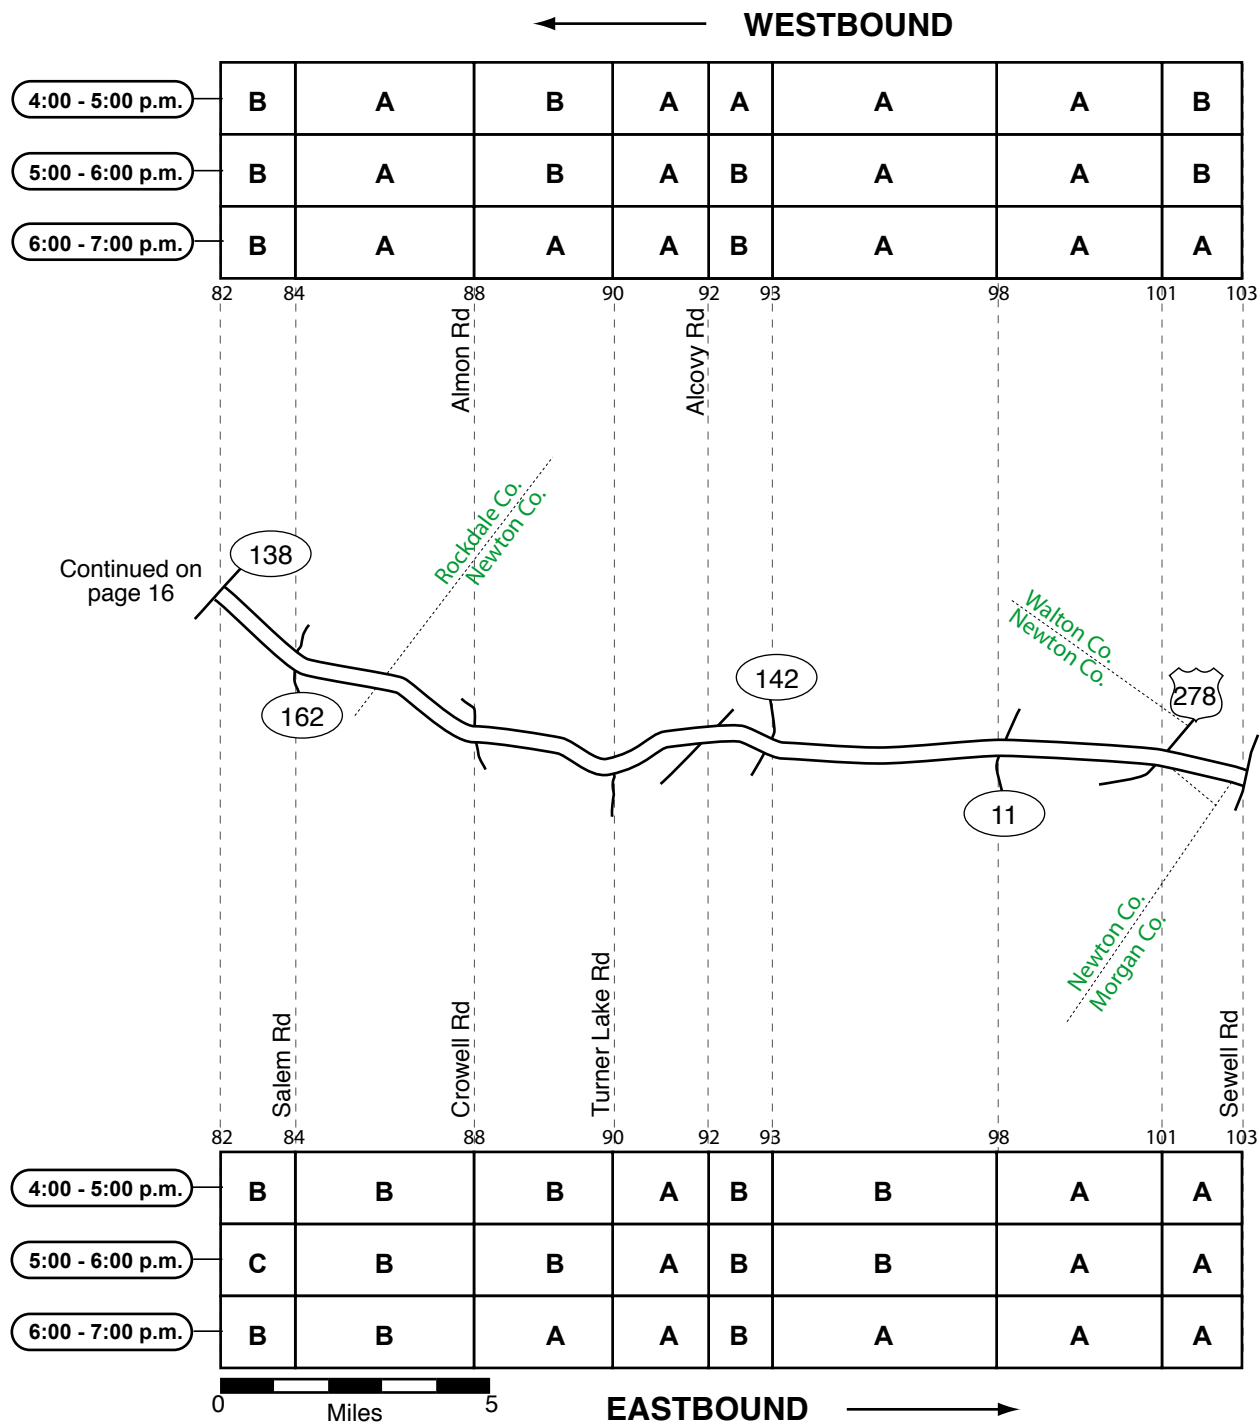 WESTBOUND
4:00 - 5:00 p.m. B A B A A A A B
5:00 - 6:00 p.m. B A B A B A A B
6:00 - 7:00 p.m. B A A A B A A A
82 84 88 90 92 93 98 101 103
Almon Rd
Alcovy Rd
Rockdale Co.
Newton Co.
138
Continued on
page 16
Walton Co.
Newton Co.
142
278
162
11
Newton Co.
Morgan Co.
Salem Rd
Crowell Rd
Turner Lake Rd
Sewell Rd
82 84 88 90 92 93 98 101 103
4:00 - 5:00 p.m. B B B A B B A A
5:00 - 6:00 p.m. C B B A B B A A
6:00 - 7:00 p.m. B B A A B A A A
0 5
Miles
EASTBOUND